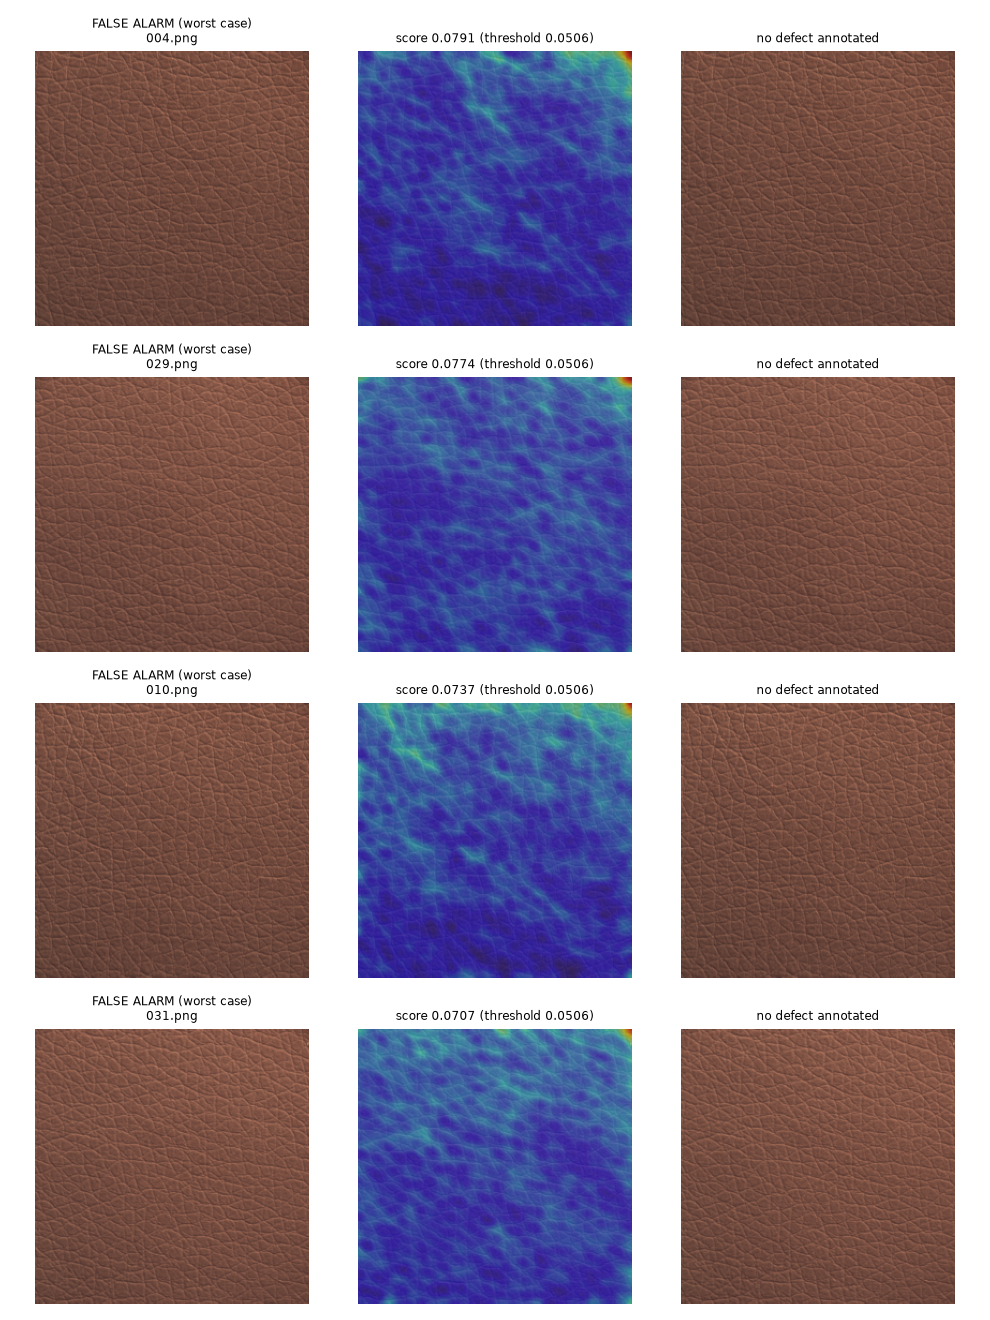 FALSE ALARM (worst case)
004.png
score 0.0791 (threshold 0.0506)
no defect annotated
FALSE ALARM (worst case)
029.png
score 0.0774 (threshold 0.0506)
no defect annotated
FALSE ALARM (worst case)
010.png
score 0.0737 (threshold 0.0506)
no defect annotated
FALSE ALARM (worst case)
031.png
score 0.0707 (threshold 0.0506)
no defect annotated